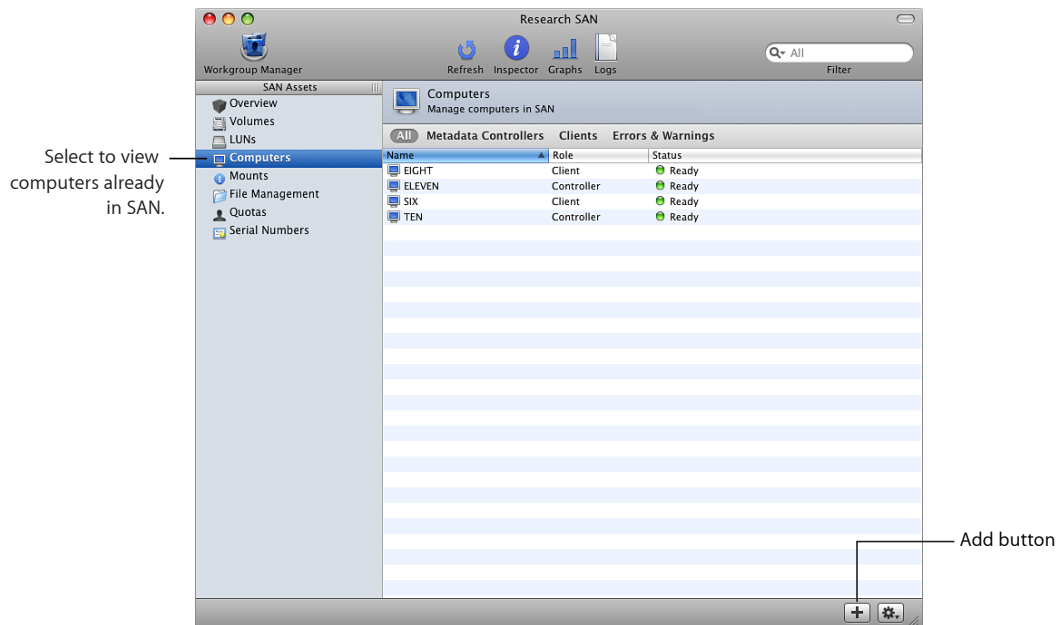 Research SAN
Workgroup Manager
Refresh Inspector Graphs Logs
All
Filter
SAN Assets
Overview
Volumes
LUNs
Computers
Mounts
File Management
Quotas
Serial Numbers
Select to view
computers already
in SAN.
Computers
Manage computers in SAN
All Metadata Controllers Clients Errors & Warnings
Name Role Status
EIGHT Client Ready
ELEVEN Controller Ready
SIX Client Ready
TEN Controller Ready
Add button